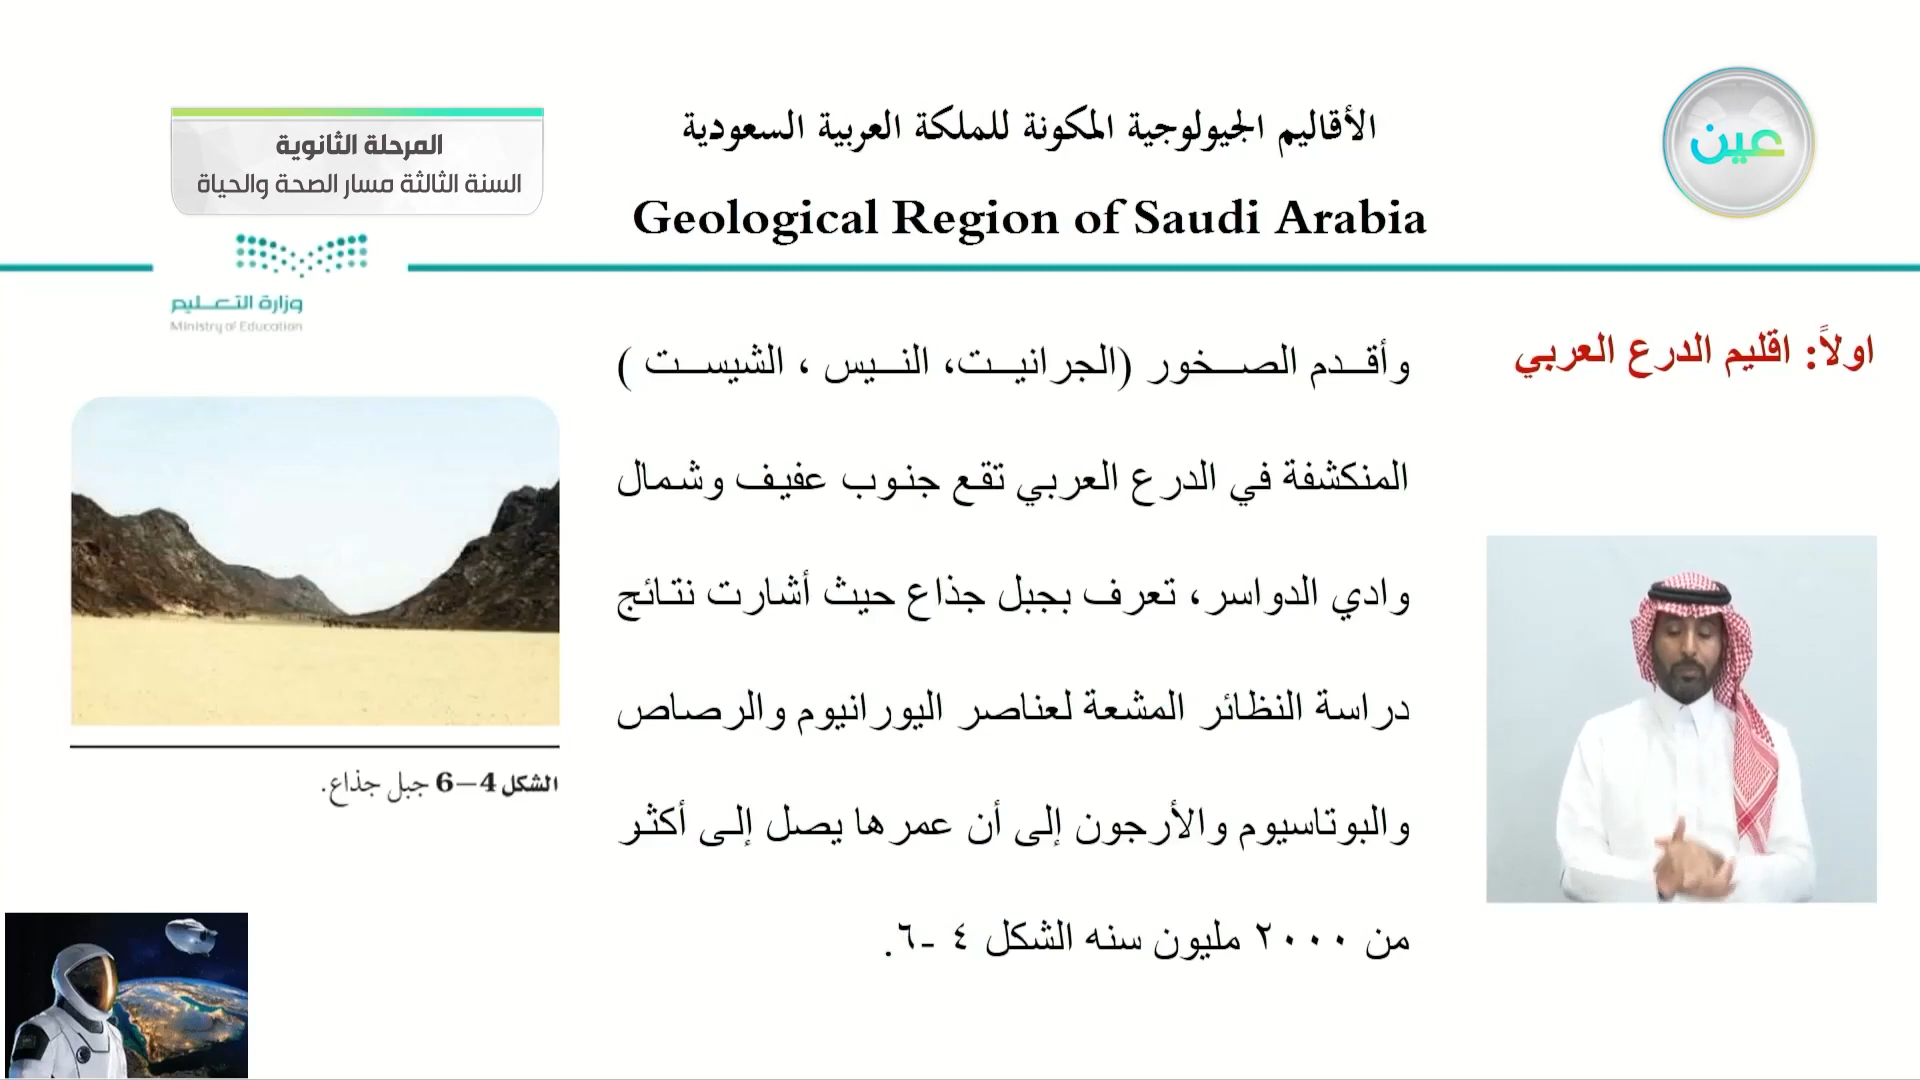 الأقاليم الجيولوجية المكونة للملكة العربية السعودية
Geological Region of Saudi Arabia
عين
المرحلة الثانوية
السنة الثالثة مسار الصحة والحياة
وزارة التعـليم
Ministry of Education
اولاً: اقليم الدرع العربي
وأقدم الصخور (الجرانيت، النيس ، الشيست )
المنكشفة في الدرع العربي تقع جنوب عفيف وشمال
وادي الدواسر، تعرف بجبل جذاع حيث أشارت نتائج
دراسة النظائر المشعة لعناصر اليورانيوم والرصاص
والبوتاسيوم والأرجون إلى أن عمرها يصل إلى أكثر
من ٢٠٠٠ مليون سنه الشكل ٤ -٦.
الشكل 4–6 جبل جذاع.